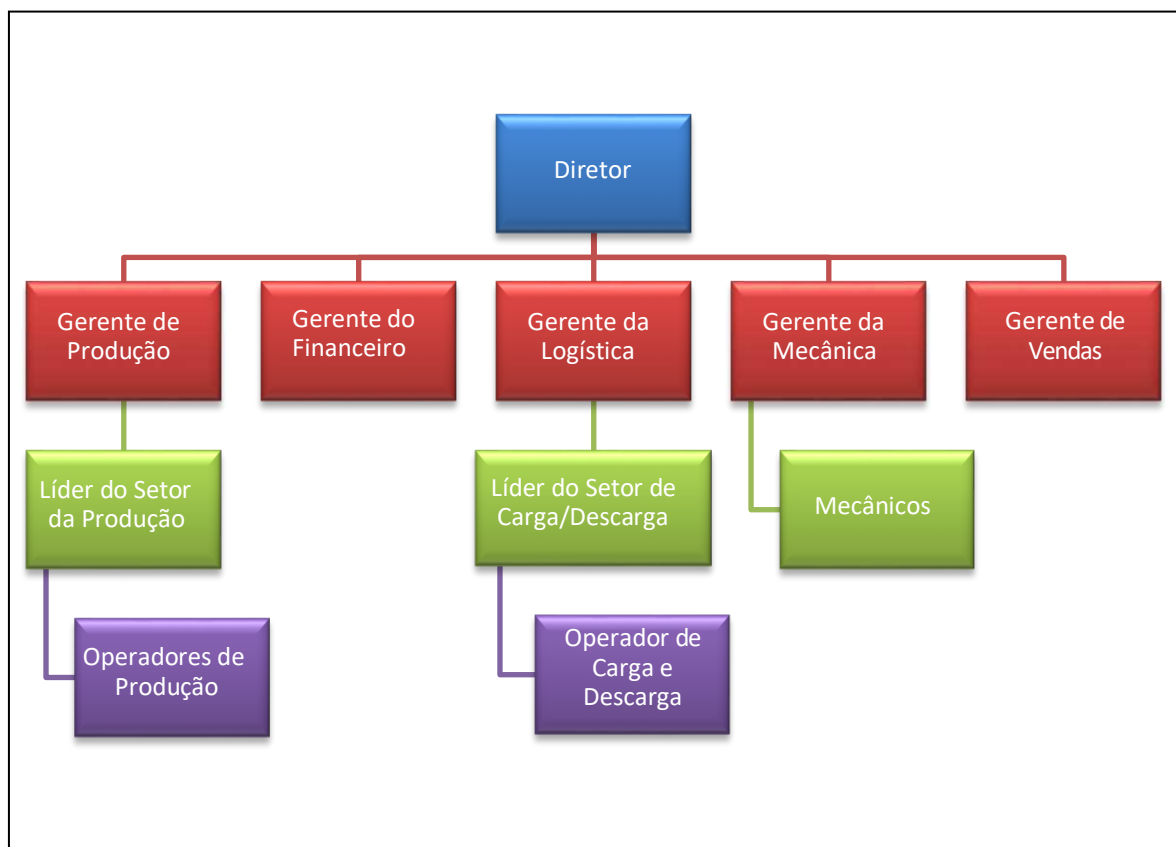 Diretor
Gerente de
Produção
Gerente do
Financeiro
Gerente da
Logística
Gerente da
Mecânica
Gerente de
Vendas
Líder do Setor
da Produção
Líder do Setor de
Carga/Descarga
Mecânicos
Operadores de
Produção
Operador de
Carga e
Descarga